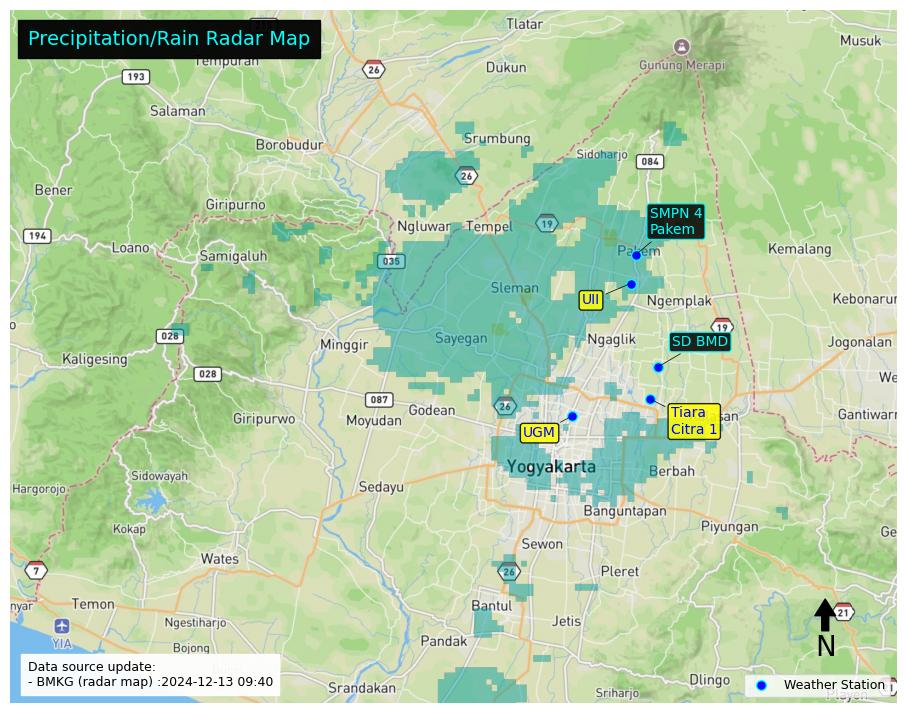 Precipitation/Rain Radar Map
Tlatar
Musuk
Tempuran
26
Dukun
Gunung Merapi
193
Salaman
Borobudur
Srumbung
Sidoharjo
084
Bener
26
Giripurno
SMPN 4
Pakem
194
Loano
Ngluwar
Tempel
19
Pakem
Kemalang
Samigaluh
035
Sleman
UII
Ngemplak
Kebonarum
028
Minggir
Sayegan
Ngaglik
19
SD BMD
Jogonalan
Kaligesing
028
087
Godean
26
Tiara
Citra 1
Gantiwarno
Giripurwo
Moyudan
UGM
Yogyakarta
Berbah
Hargorojo
Sidowayah
Sedayu
Banguntapan
Kokap
Piyungan
Wates
Sewon
7
26
Pleret
Temon
Bantul
21
Ngestiharjo
Jetis
YIA
Bojong
Pandak
N
Data source update:
- BMKG (radar map) :2024-12-13 09:40
Srandakan
Sriharjo
Dlingo
Weather Station